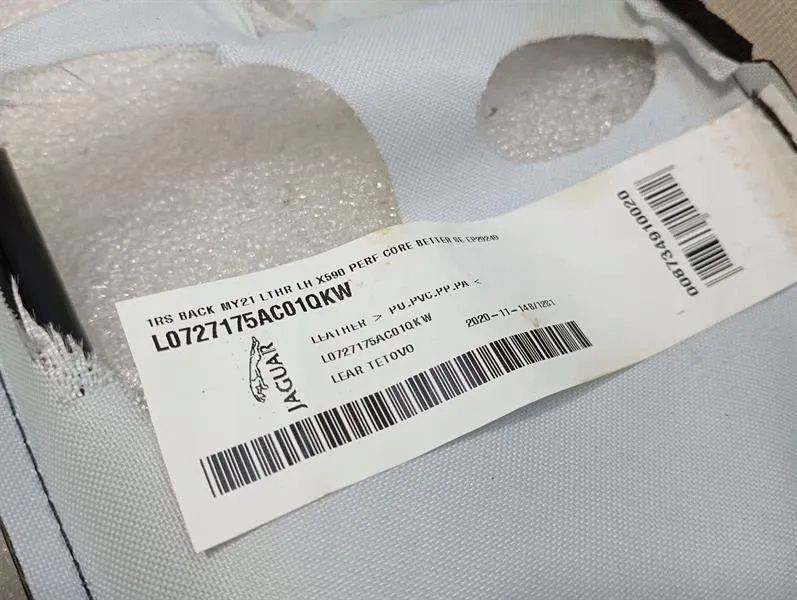 1RS BACK MY21 LTHR LH X590 PERF CORE BETTER SE EP29249
L0727175AC01QKW
JAGUAR
LEATHER > PU,PVC,PP,PA <
L0727175AC01QKW
LEAR TETOVO
2020-11-14
008734910020